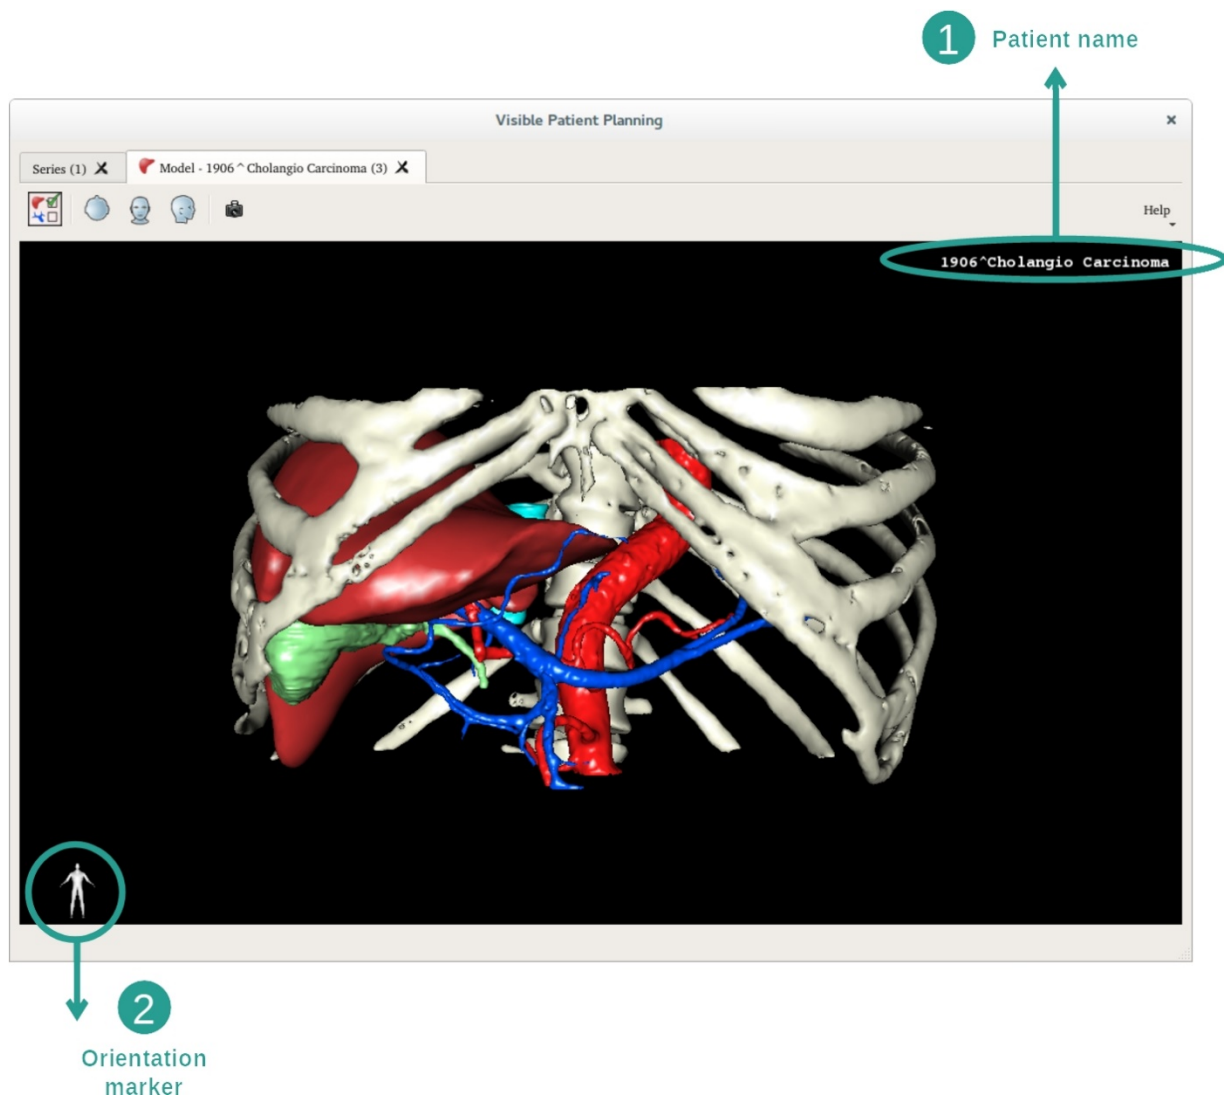 1 Patient name
Visible Patient Planning
Series (1) Model - 1906^Cholangio Carcinoma (3)
Help
1906^Cholangio Carcinoma
2
Orientation
marker